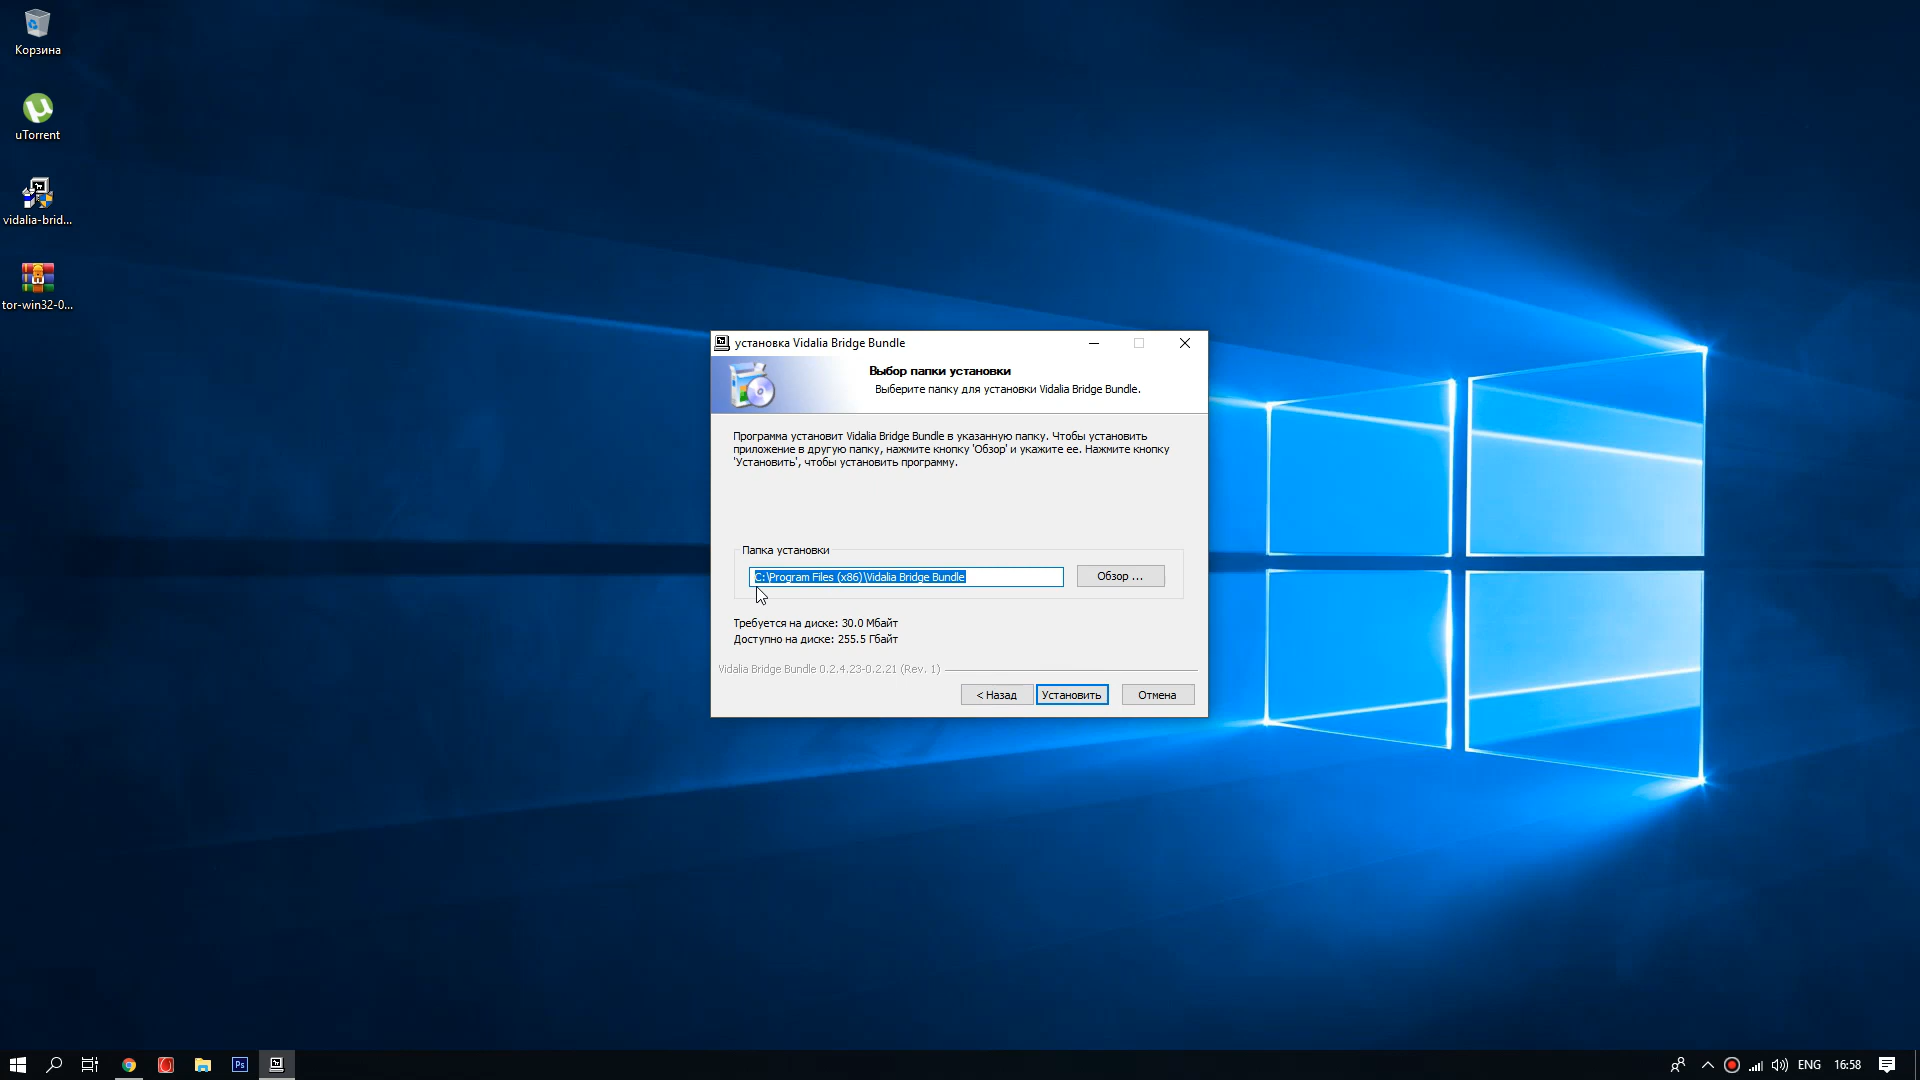 Корзина
uTorrent
vidalia-brid...
tor-win32-0...
установка Vidalia Bridge Bundle
Выбор папки установки
Выберите папку для установки Vidalia Bridge Bundle.
Программа установит Vidalia Bridge Bundle в указанную папку. Чтобы установить
приложение в другую папку, нажмите кнопку 'Обзор' и укажите ее. Нажмите кнопку
'Установить', чтобы установить программу.
Папка установки
C:\Program Files (x86)\Vidalia Bridge Bundle
Обзор ...
Требуется на диске: 30.0 Мбайт
Доступно на диске: 255.5 Гбайт
Vidalia Bridge Bundle 0.2.4.23-0.2.21 (Rev. 1)
< Назад Установить Отмена
Ps
ENG 16:58